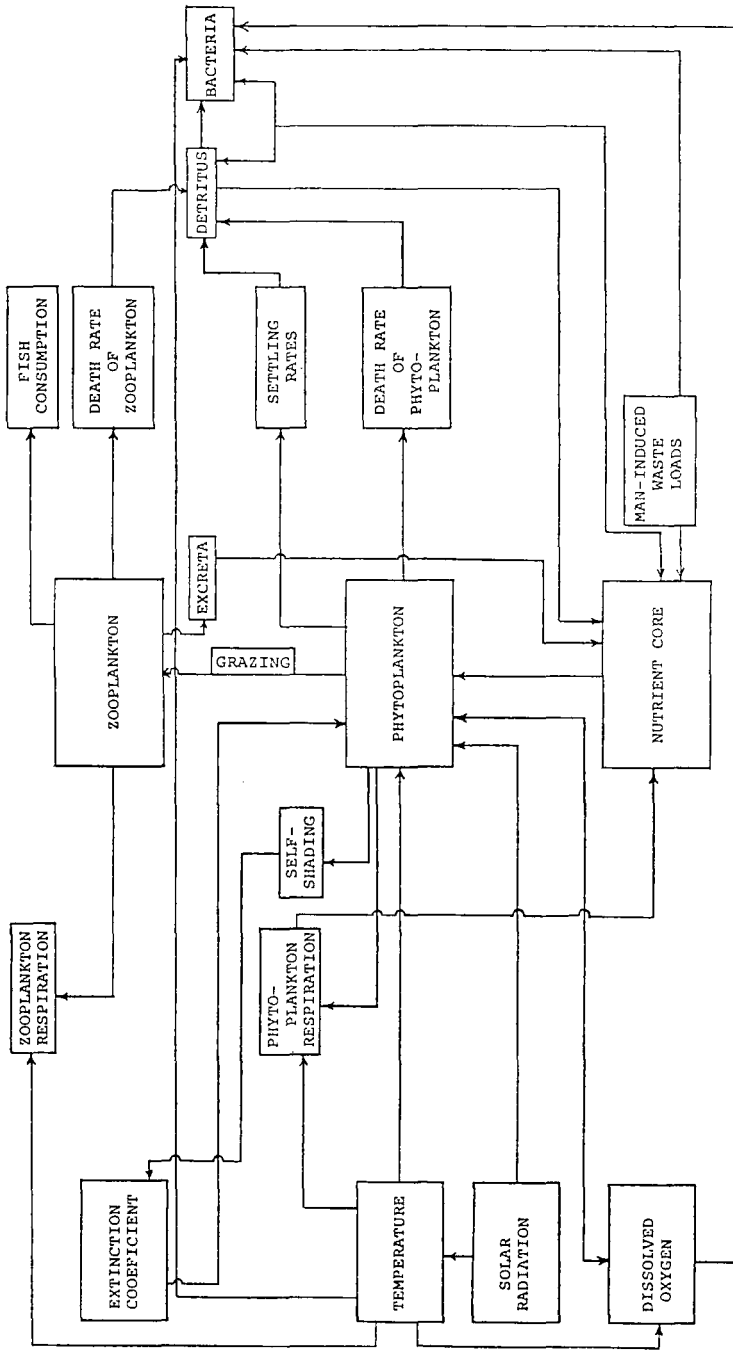 ZOOPLANKTON
RESPIRATION
FISH
CONSUMPTION
EXTINCTION
COOEFICIENT
ZOOPLANKTON
DEATH RATE
OF
ZOOPLANKTON
EXCRETA
DETRITUS
BACTERIA
GRAZING
PHYTO-
PLANKTON
RESPIRATION
SELF-
SHADING
SETTLING
RATES
TEMPERATURE
PHYTOPLANKTON
DEATH RATE
OF
PHYTO-
PLANKTON
SOLAR
RADIATION
DISSOLVED
OXYGEN
NUTRIENT CORE
MAN-INDUCED
WASTE
LOADS